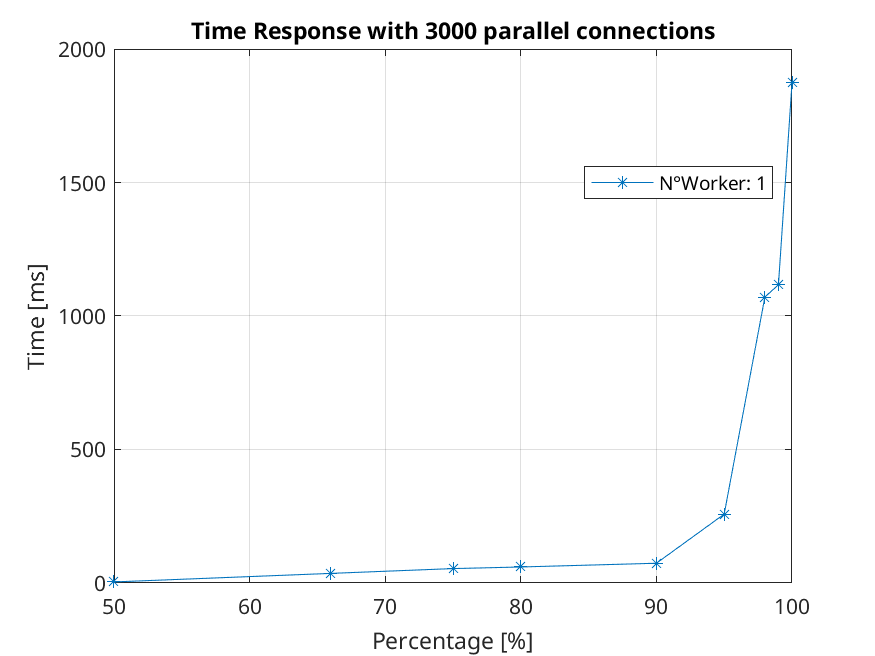 Time Response with 3000 parallel connections
2000
1500
1000
500
0
Time [ms]
N°Worker: 1
50 60 70 80 90 100
Percentage [%]